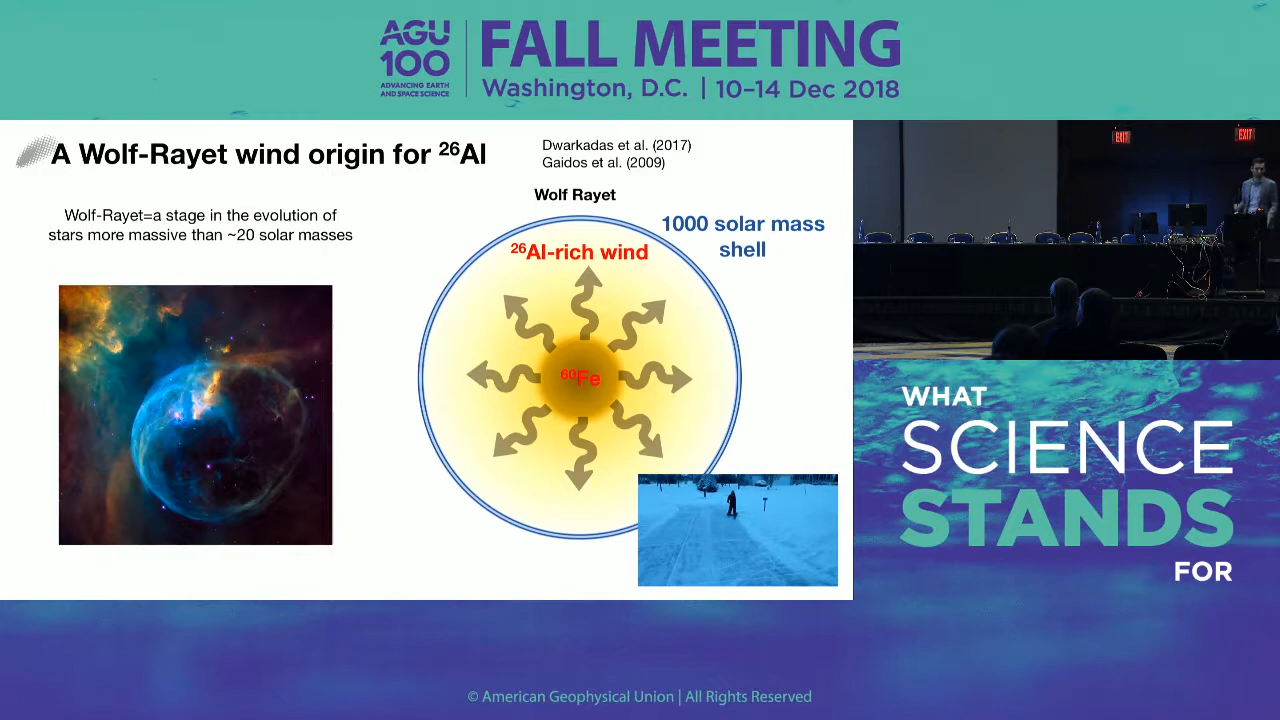 AGU
100
ADVANCING EARTH
AND SPACE SCIENCE
FALL MEETING
Washington, D.C. | 10–14 Dec 2018
A Wolf-Rayet wind origin for ²⁶Al
Dwarkadas et al. (2017)
Gaidos et al. (2009)
Wolf-Rayet=a stage in the evolution of
stars more massive than ~20 solar masses
Wolf Rayet
1000 solar mass
shell
²⁶Al-rich wind
⁶⁰Fe
EXIT
EXIT
WHAT
SCIENCE
STANDS
FOR
© American Geophysical Union | All Rights Reserved